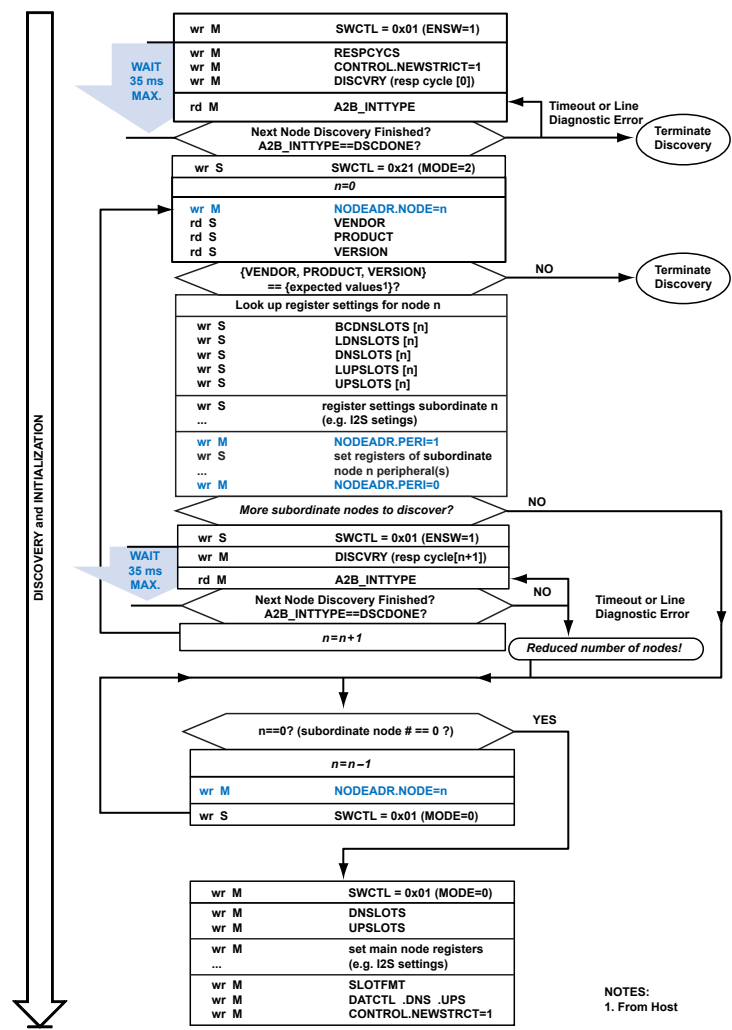 wr M SWCTL = 0x01 (ENSW=1)
WAIT
35 ms
MAX.
wr M RESPCYCS
wr M CONTROL.NEWSTRICT=1
wr M DISCVRY (resp cycle [0])
rd M A2B_INTTYPE
Timeout or Line
Diagnostic Error
Terminate
Discovery
Next Node Discovery Finished?
A2B_INTTYPE==DSCDONE?
wr S SWCTL = 0x21 (MODE=2)
n=0
wr M NODEADR.NODE=n
rd S VENDOR
rd S PRODUCT
rd S VERSION
{VENDOR, PRODUCT, VERSION}
== {expected values¹}?
NO
Terminate
Discovery
Look up register settings for node n
wr S BCDNSLOTS [n]
wr S LDNSLOTS [n]
wr S DNSLOTS [n]
wr S LUPSLOTS [n]
wr S UPSLOTS [n]
wr S register settings subordinate n
... (e.g. I2S setings)
wr M NODEADR.PERI=1
wr S set registers of subordinate
... node n peripheral(s)
wr M NODEADR.PERI=0
More subordinate nodes to discover?
NO
wr S SWCTL = 0x01 (ENSW=1)
WAIT
35 ms
MAX.
wr M DISCVRY (resp cycle[n+1])
rd M A2B_INTTYPE
NO
Next Node Discovery Finished?
A2B_INTTYPE==DSCDONE?
Timeout or Line
Diagnostic Error
n=n+1
Reduced number of nodes!
n==0? (subordinate node # == 0 ?)
YES
n=n–1
wr M NODEADR.NODE=n
wr S SWCTL = 0x01 (MODE=0)
wr M SWCTL = 0x01 (MODE=0)
wr M DNSLOTS
wr M UPSLOTS
wr M set main node registers
... (e.g. I2S settings)
wr M SLOTFMT
wr M DATCTL .DNS .UPS
wr M CONTROL.NEWSTRCT=1
NOTES:
1. From Host
DISCOVERY and INITIALIZATION